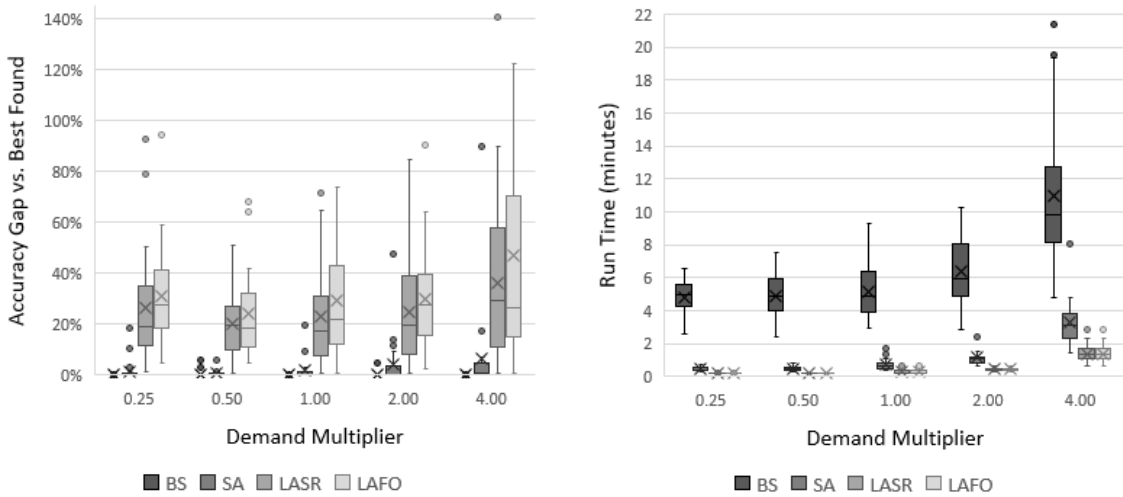 140%
120%
100%
80%
60%
40%
20%
0%
Accuracy Gap vs. Best Found
0.25 0.50 1.00 2.00 4.00
Demand Multiplier
BS SA LASR LAFO
22
20
18
16
14
12
10
8
6
4
2
0
Run Time (minutes)
0.25 0.50 1.00 2.00 4.00
Demand Multiplier
BS SA LASR LAFO